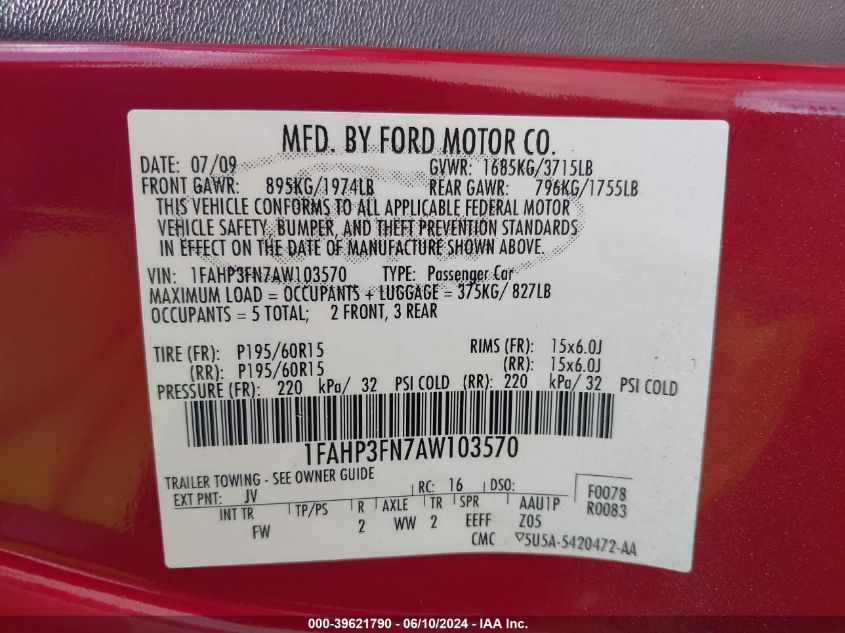 MFD. BY FORD MOTOR CO.
DATE: 07/09 GVWR: 1685KG/3715LB
FRONT GAWR: 895KG/1974LB REAR GAWR: 796KG/1755LB
THIS VEHICLE CONFORMS TO ALL APPLICABLE FEDERAL MOTOR
VEHICLE SAFETY, BUMPER, AND THEFT PREVENTION STANDARDS
IN EFFECT ON THE DATE OF MANUFACTURE SHOWN ABOVE.
VIN: 1FAHP3FN7AW103570 TYPE: Passenger Car
MAXIMUM LOAD = OCCUPANTS + LUGGAGE = 375KG/ 827LB
OCCUPANTS = 5 TOTAL; 2 FRONT, 3 REAR
TIRE (FR): P195/60R15 RIMS (FR): 15x6.0J
(RR): P195/60R15 (RR): 15x6.0J
PRESSURE (FR): 220 kPa/ 32 PSI COLD (RR): 220 kPa/ 32 PSI COLD
1FAHP3FN7AW103570
TRAILER TOWING - SEE OWNER GUIDE
EXT PNT: JV RC: 16 DSO: F0078
INT TR TP/PS R AXLE TR SPR AAU1P R0083
FW 2 WW 2 EEFF Z05
CMC ▽5U5A-5420472-AA
000-39621790 - 06/10/2024 - IAA Inc.